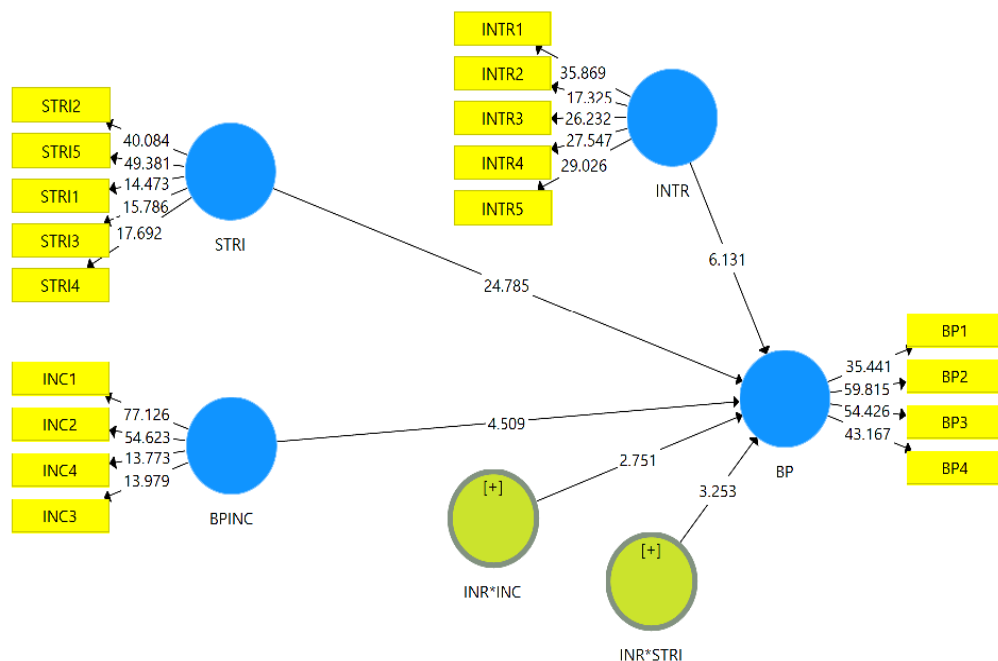 INTR1
INTR2
INTR3
INTR4
INTR5
35.869
17.325
26.232
27.547
29.026
INTR
STRI2
STRI5
STRI1
STRI3
STRI4
40.084
49.381
14.473
15.786
17.692
STRI
24.785
6.131
INC1
INC2
INC4
INC3
77.126
54.623
13.773
13.979
BPINC
4.509
2.751
3.253
[+]
INR*INC
[+]
INR*STRI
BP
35.441
59.815
54.426
43.167
BP1
BP2
BP3
BP4